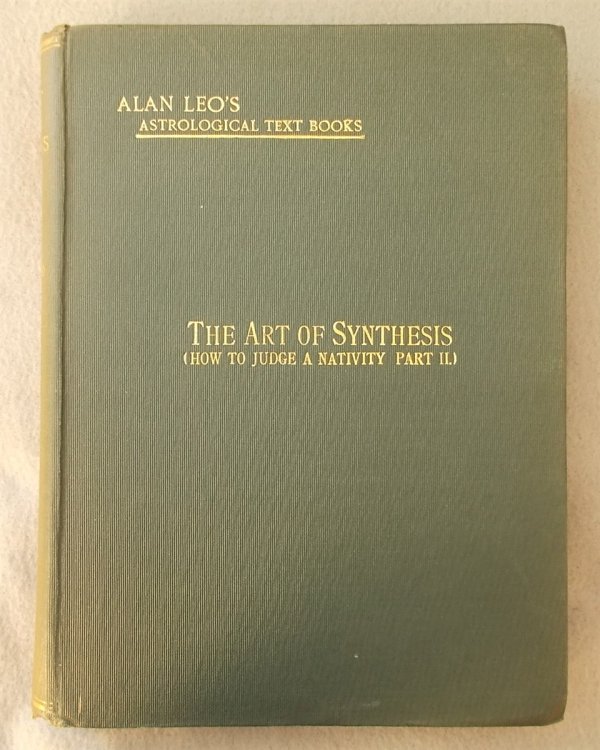 ALAN LEO'S
ASTROLOGICAL TEXT BOOKS
THE ART OF SYNTHESIS
(HOW TO JUDGE A NATIVITY PART II.)